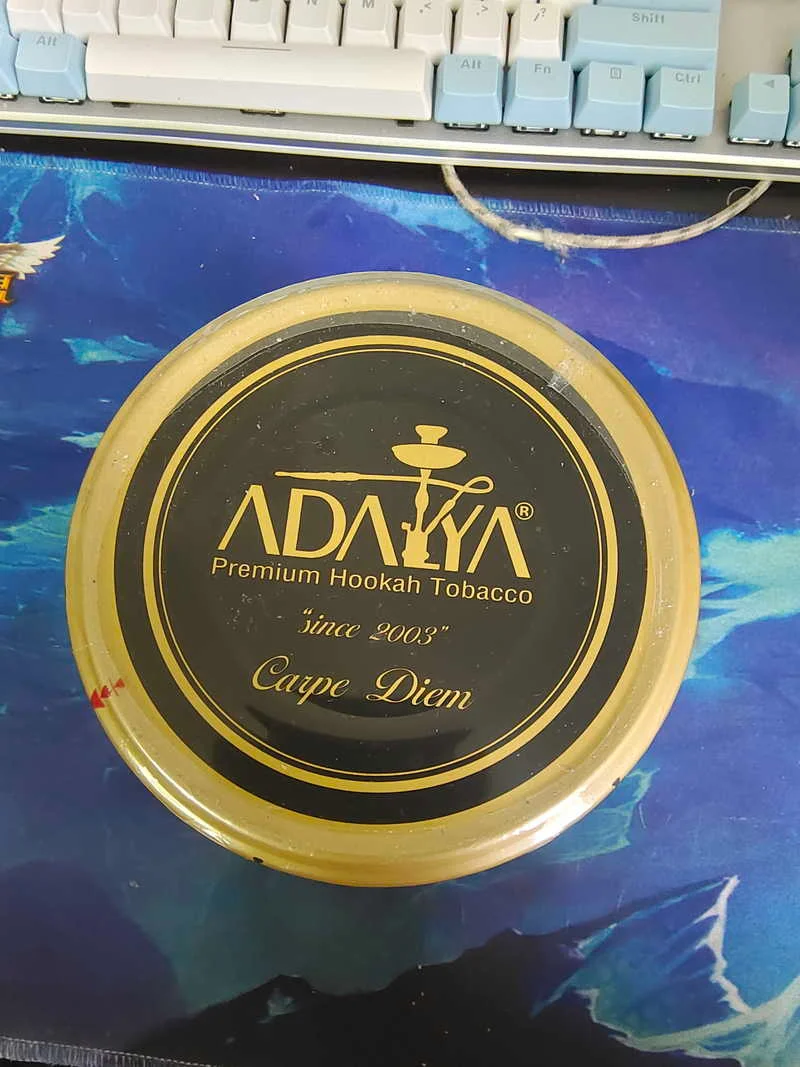 Shift
Alt
Alt
Fn
Ctrl
ADALYA®
Premium Hookah Tobacco
"since 2003"
Carpe Diem